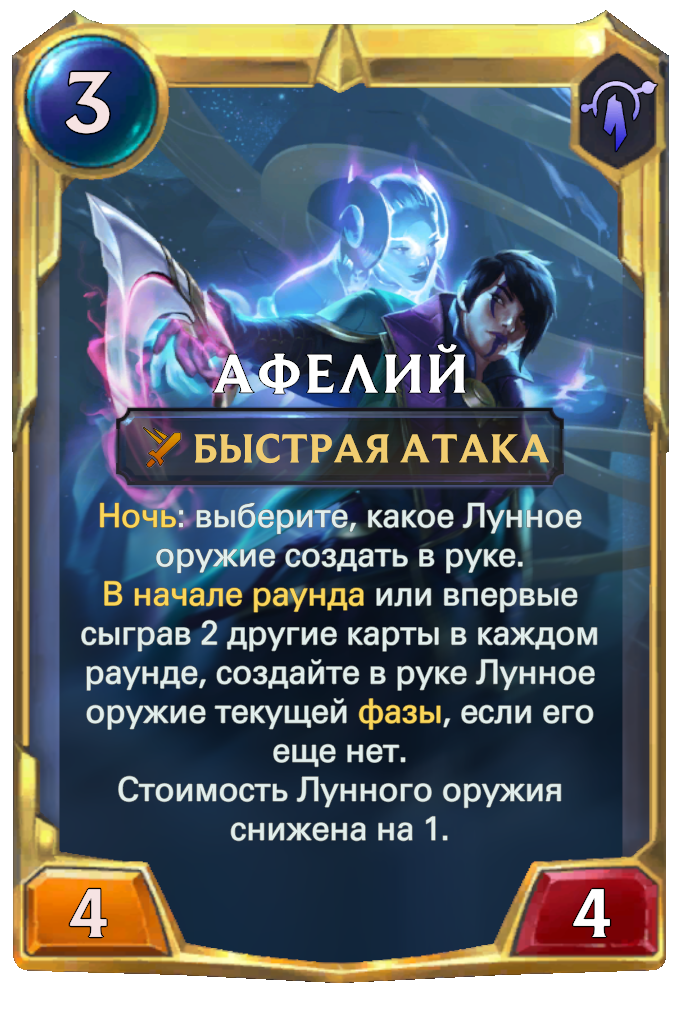 3
АФЕЛИЙ
БЫСТРАЯ АТАКА
Ночь: выберите, какое Лунное
оружие создать в руке.
В начале раунда или впервые
сыграв 2 другие карты в каждом
раунде, создайте в руке Лунное
оружие текущей фазы, если его
еще нет.
Стоимость Лунного оружия
снижена на 1.
4
4